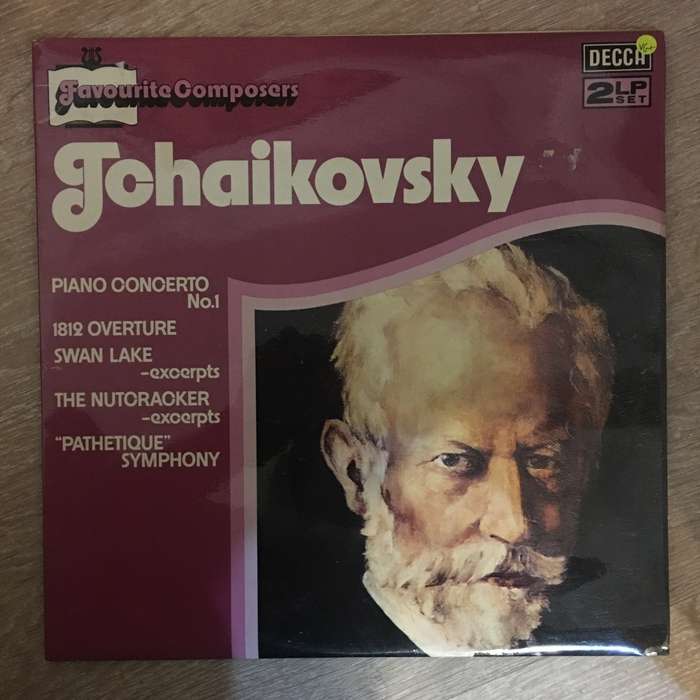 Favourite Composers
DECCA
2 LP SET
Tchaikovsky
PIANO CONCERTO
No.1
1812 OVERTURE
SWAN LAKE
-excerpts
THE NUTCRACKER
-excerpts
"PATHETIQUE"
SYMPHONY